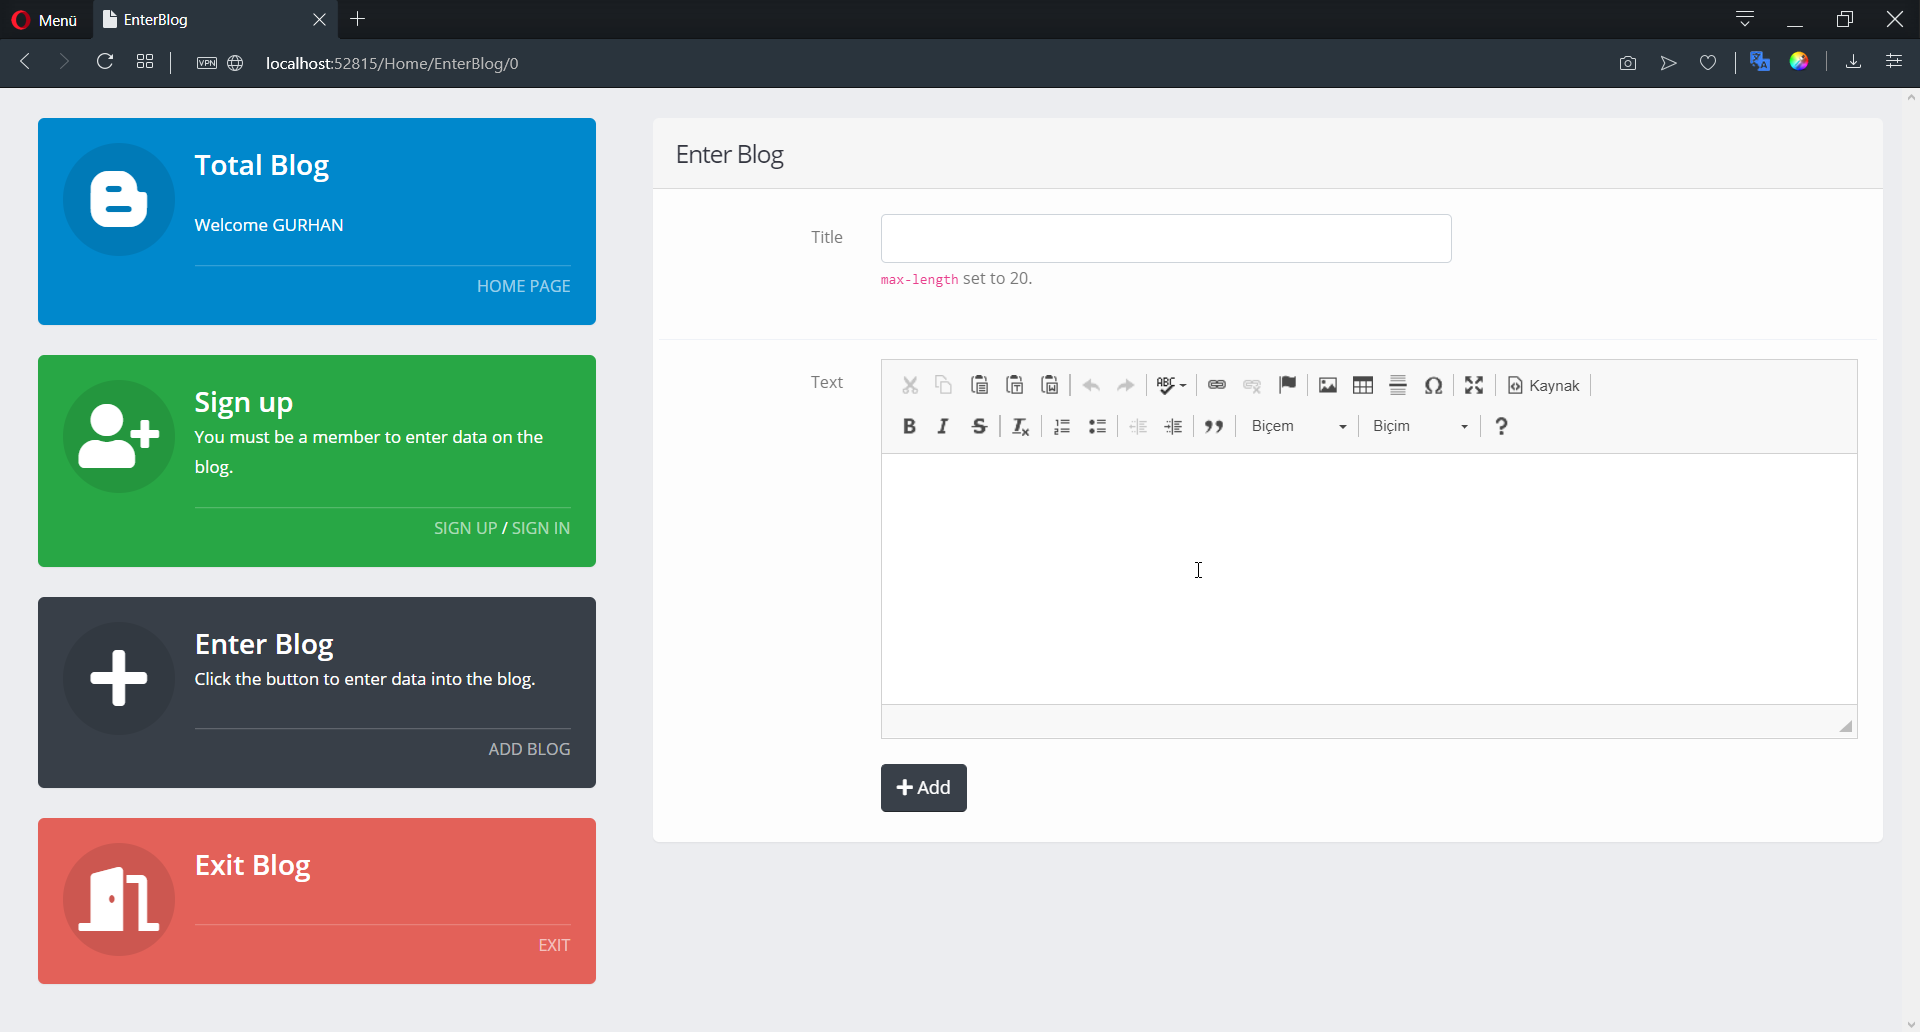 Menü
EnterBlog
VPN
localhost:52815/Home/EnterBlog/0
Total Blog
Welcome GURHAN
HOME PAGE
Sign up
You must be a member to enter data on the
blog.
SIGN UP / SIGN IN
Enter Blog
Click the button to enter data into the blog.
ADD BLOG
Exit Blog
EXIT
Enter Blog
Title
max-length set to 20.
Text
ABC
Kaynak
Biçem
Biçim
Add